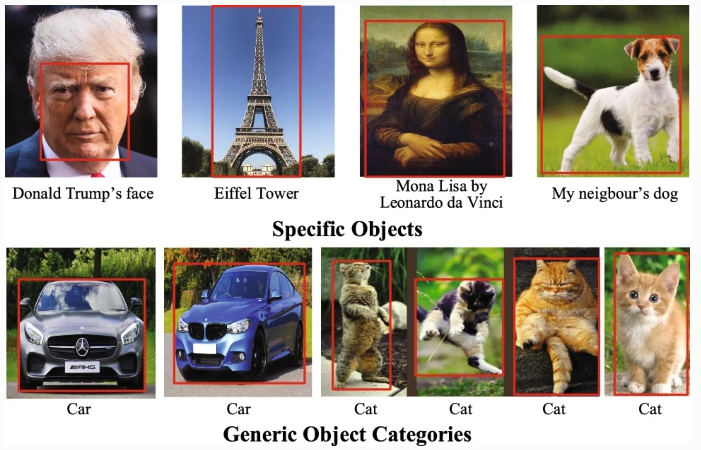 Donald Trump's face
Eiffel Tower
Mona Lisa by
Leonardo da Vinci
My neigbour's dog
Specific Objects
AMG
Car
Car
Cat
Cat
Cat
Cat
Generic Object Categories